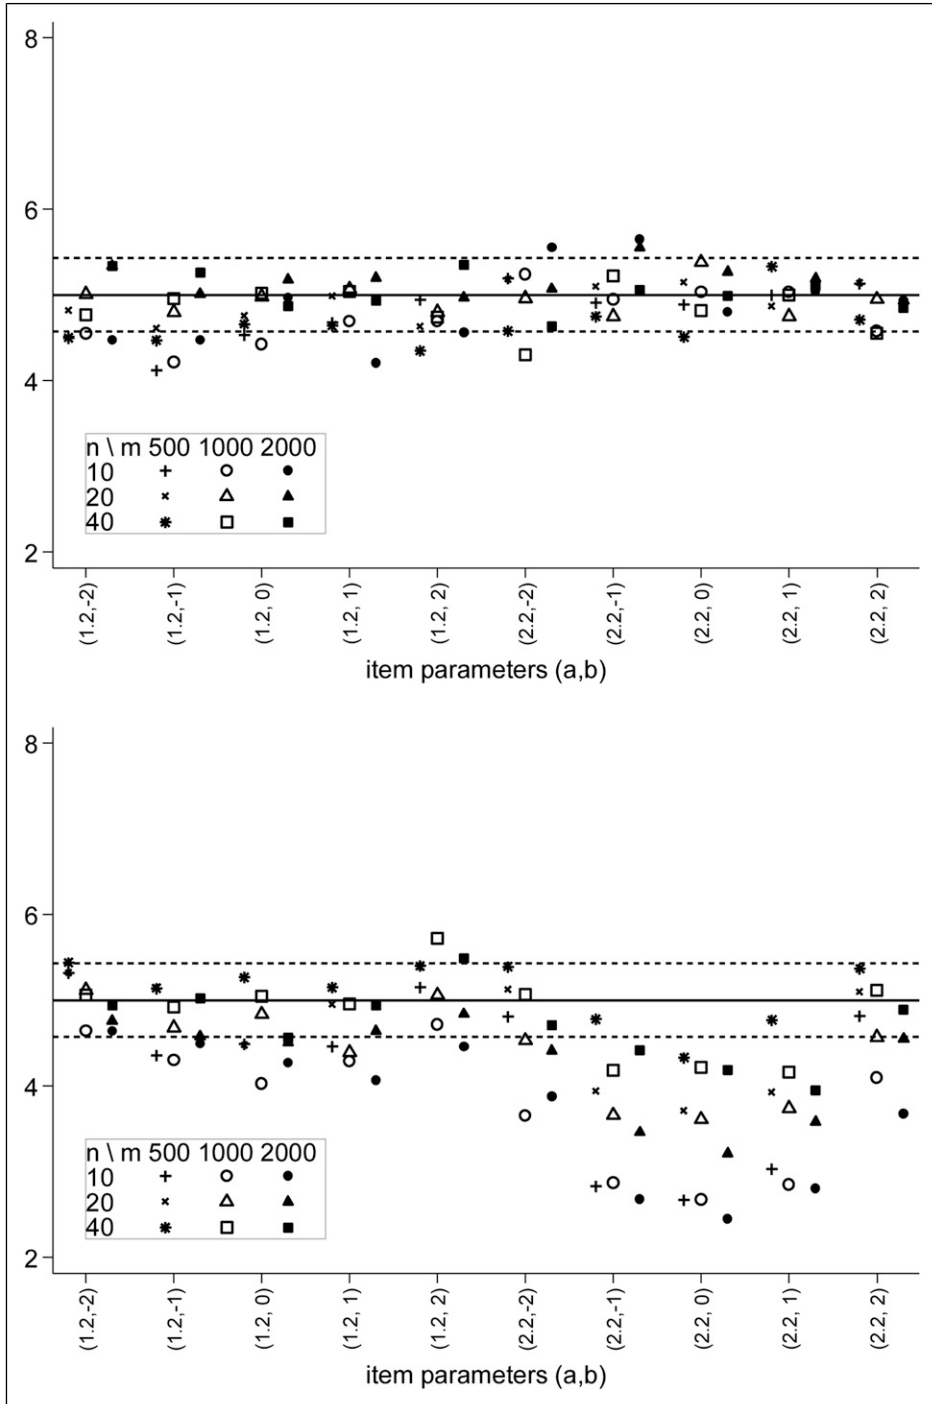 8
6
4
2
n \ m 500 1000 2000
10
20
40
(1.2,-2) (1.2,-1) (1.2, 0) (1.2, 1) (1.2, 2) (2.2,-2) (2.2,-1) (2.2, 0) (2.2, 1) (2.2, 2)
item parameters (a,b)
8
6
4
2
n \ m 500 1000 2000
10
20
40
(1.2,-2) (1.2,-1) (1.2, 0) (1.2, 1) (1.2, 2) (2.2,-2) (2.2,-1) (2.2, 0) (2.2, 1) (2.2, 2)
item parameters (a,b)